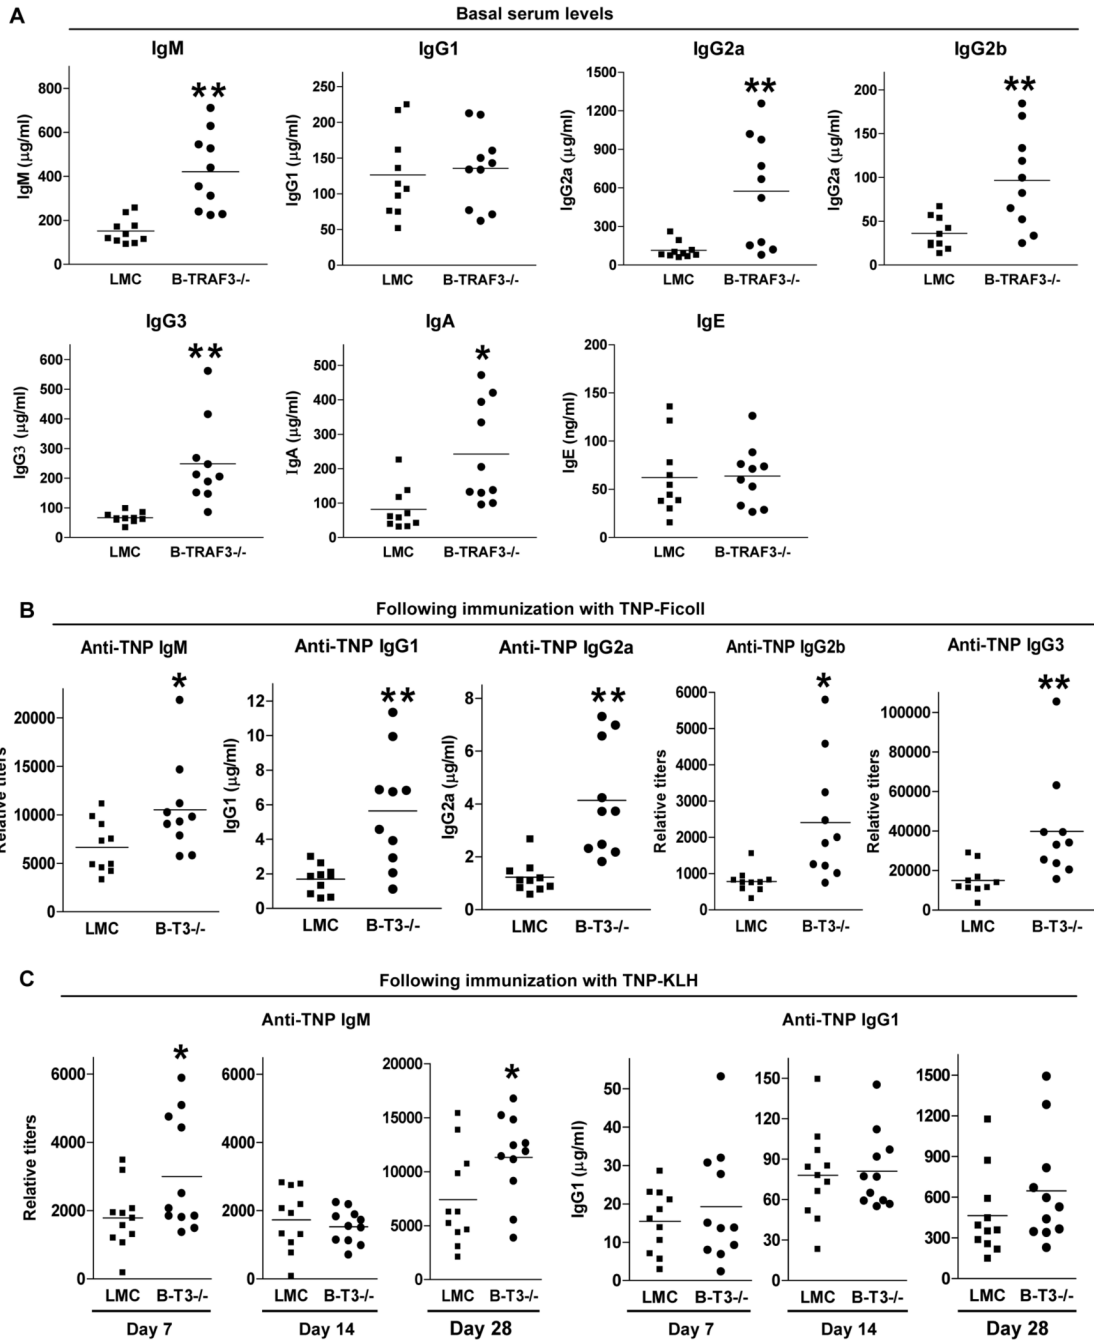 A
Basal serum levels
IgM
IgG1
IgG2a
IgG2b
IgM (μg/ml)
800
600
400
200
0
**
LMC B-TRAF3-/-
IgG1 (μg/ml)
250
200
150
100
50
0
LMC B-TRAF3-/-
IgG2a (μg/ml)
1500
1200
900
600
300
0
**
LMC B-TRAF3-/-
IgG2a (μg/ml)
200
150
100
50
0
**
LMC B-TRAF3-/-
IgG3
IgA
IgE
IgG3 (μg/ml)
600
500
400
300
200
100
0
**
LMC B-TRAF3-/-
IgA (μg/ml)
500
400
300
200
100
0
*
LMC B-TRAF3-/-
IgE (ng/ml)
200
150
100
50
0
LMC B-TRAF3-/-
B
Following immunization with TNP-Ficoll
Anti-TNP IgM
Anti-TNP IgG1
Anti-TNP IgG2a
Anti-TNP IgG2b
Anti-TNP IgG3
Relative titers
20000
15000
10000
5000
0
*
LMC B-T3-/-
IgG1 (μg/ml)
12
10
8
6
4
2
0
**
LMC B-T3-/-
IgG2a (μg/ml)
8
6
4
2
0
**
LMC B-T3-/-
Relative titers
6000
5000
4000
3000
2000
1000
0
*
LMC B-T3-/-
Relative titers
100000
80000
60000
40000
20000
0
**
LMC B-T3-/-
C
Following immunization with TNP-KLH
Anti-TNP IgM
Anti-TNP IgG1
Relative titers
6000
4000
2000
0
*
LMC B-T3-/-
Day 7
6000
4000
2000
0
LMC B-T3-/-
Day 14
20000
15000
10000
5000
0
*
LMC B-T3-/-
Day 28
IgG1 (μg/ml)
50
40
30
20
10
0
LMC B-T3-/-
Day 7
150
120
90
60
30
0
LMC B-T3-/-
Day 14
1500
1200
900
600
300
0
LMC B-T3-/-
Day 28